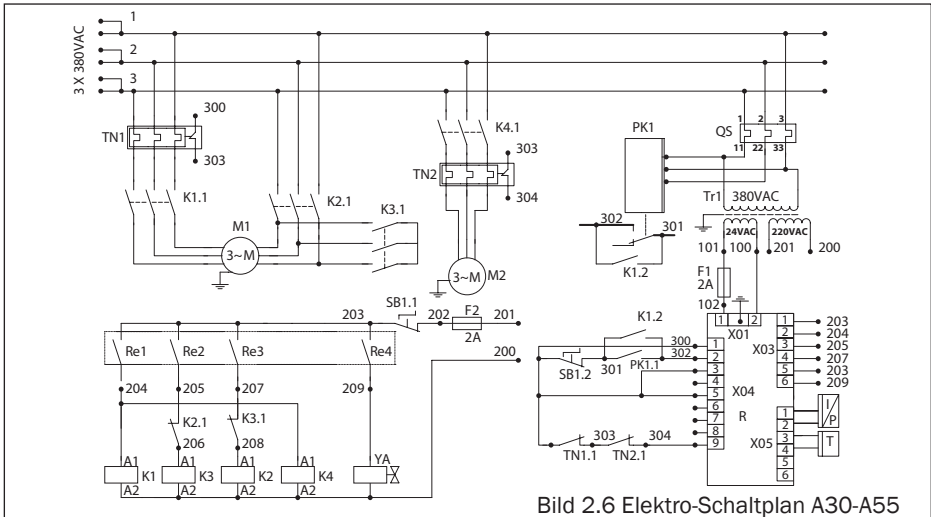 1
2
3
3 X 380VAC
300
TN1
303
K1.1
M1
3~M
K2.1
K3.1
K4.1
303
TN2
304
3~M
M2
PK1
302
301
K1.2
1 2 3
QS
11 22 33
Tr1 380VAC
24VAC 220VAC
101 100 201 200
F1
2A
102
1 2
X01
203
SB1.1
202
F2
2A
201
200
Re1
Re2
Re3
Re4
204
205
207
209
K2.1
206
K3.1
208
A1
K1
A2
A1
K3
A2
A1
K2
A2
A1
K4
A2
YA
K1.2
300
302
SB1.2
301
PK1.1
TN1.1
303
TN2.1
304
1
2
3
4
5
6
7
8
9
X04
R
X03
1
2
3
4
5
6
203
204
205
207
203
209
X05
1
2
3
4
5
6
I/P
T
Bild 2.6 Elektro-Schaltplan A30-A55